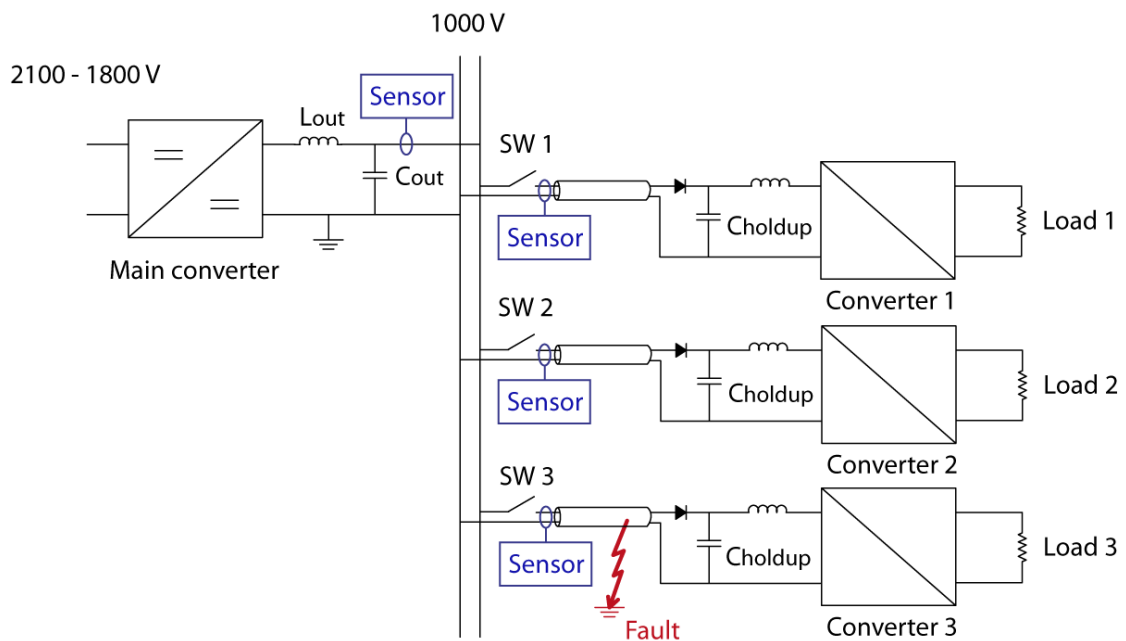 1000 V
2100 - 1800 V
Sensor
Lout
Cout
Main converter
SW 1
Sensor
Choldup
Load 1
Converter 1
SW 2
Sensor
Choldup
Load 2
Converter 2
SW 3
Sensor
Choldup
Load 3
Converter 3
Fault